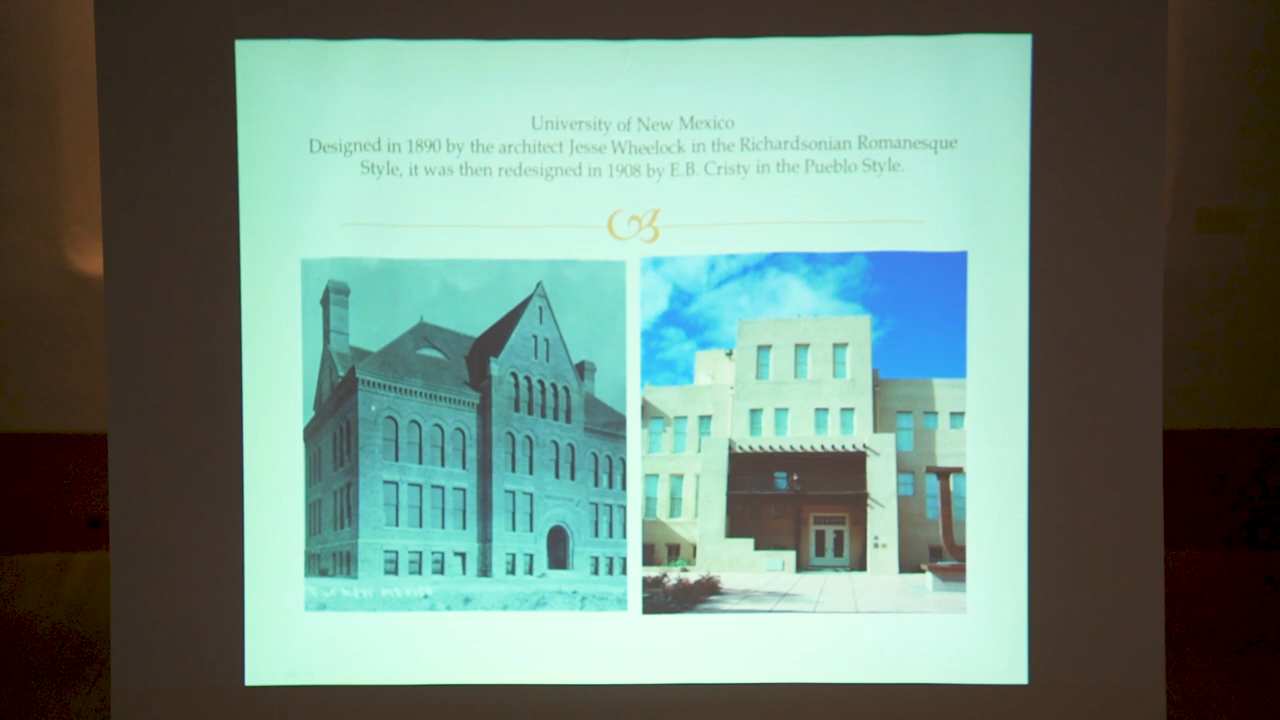 University of New Mexico
Designed in 1890 by the architect Jesse Wheelock in the Richardsonian Romanesque
Style, it was then redesigned in 1908 by E.B. Cristy in the Pueblo Style.